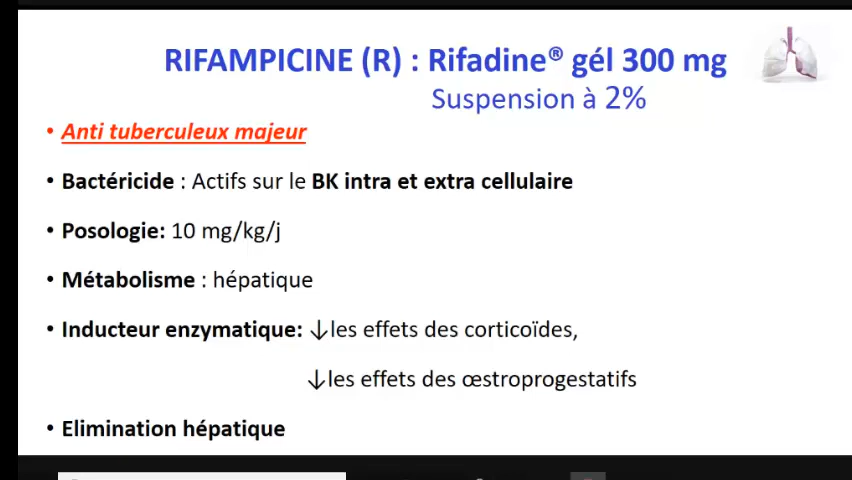 RIFAMPICINE (R) : Rifadine® gél 300 mg
Suspension à 2%
• Anti tuberculeux majeur
• Bactéricide : Actifs sur le BK intra et extra cellulaire
• Posologie: 10 mg/kg/j
• Métabolisme : hépatique
• Inducteur enzymatique: ↓les effets des corticoïdes,
↓les effets des œstroprogestatifs
• Elimination hépatique